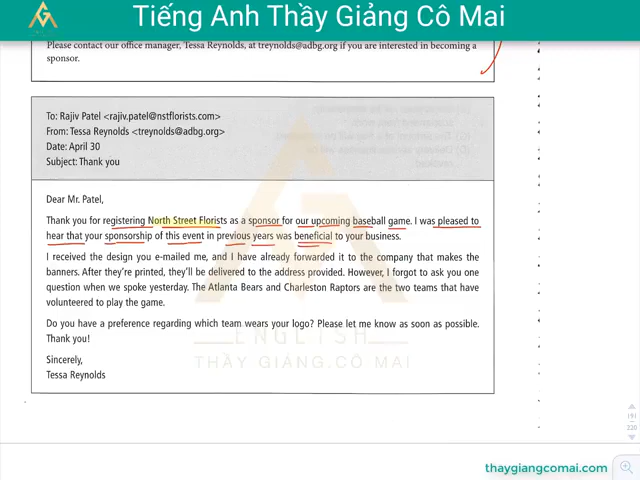 Tiếng Anh Thầy Giảng Cô Mai
Please contact our office manager, Tessa Reynolds, at treynolds@adbg.org if you are interested in becoming a
sponsor.
To: Rajiv Patel <rajiv.patel@nstflorists.com>
From: Tessa Reynolds <treynolds@adbg.org>
Date: April 30
Subject: Thank you
Dear Mr. Patel,
Thank you for registering North Street Florists as a sponsor for our upcoming baseball game. I was pleased to
hear that your sponsorship of this event in previous years was beneficial to your business.
I received the design you e-mailed me, and I have already forwarded it to the company that makes the
banners. After they're printed, they'll be delivered to the address provided. However, I forgot to ask you one
question when we spoke yesterday. The Atlanta Bears and Charleston Raptors are the two teams that have
volunteered to play the game.
Do you have a preference regarding which team wears your logo? Please let me know as soon as possible.
Thank you!
ENGLISH
Sincerely,
THẦY GIẢNG.CÔ MAI
Tessa Reynolds
191
220
thaygiangcomai.com